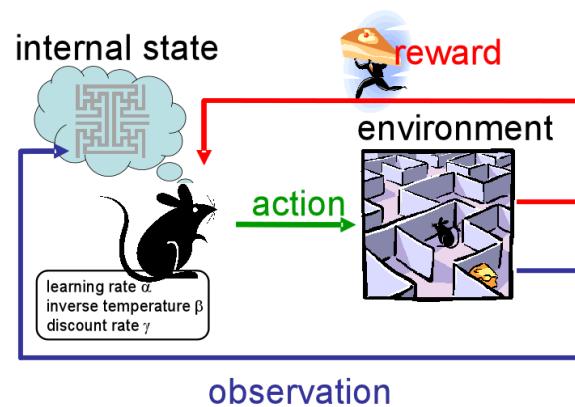 internal state
reward
environment
action
learning rate α
inverse temperature β
discount rate γ
observation